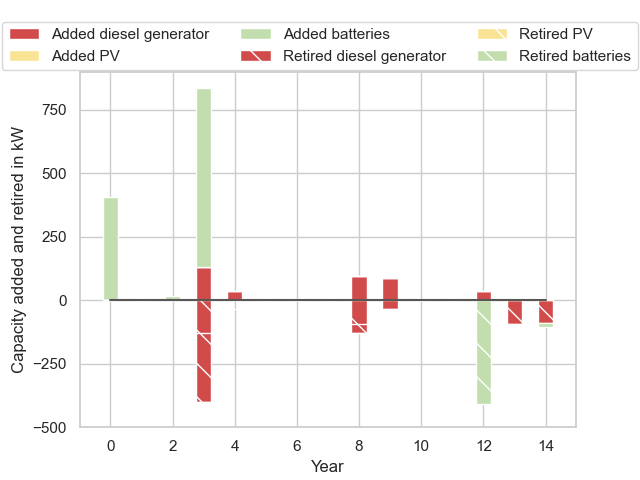 Added diesel generator Added batteries Retired PV
Added PV Retired diesel generator Retired batteries
Capacity added and retired in kW
750
500
250
0
−250
−500
0 2 4 6 8 10 12 14
Year